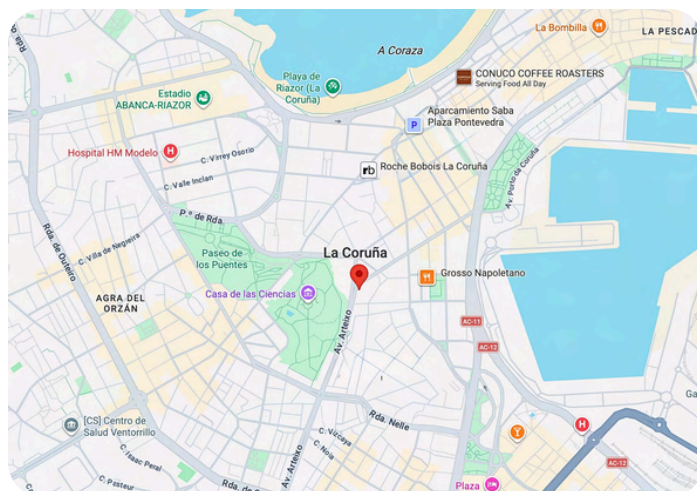 La Bombilla
LA PESCAD
Rda. de
A Coraza
Playa de
Riazor (La
Coruña)
CONUCO COFFEE ROASTERS
Serving Food All Day
Estadio
ABANCA-RIAZOR
Aparcamiento Saba
Plaza Pontevedra
P
Hospital HM Modelo
H
C. Virrey Osorio
rb
Roche Bobois La Coruña
C. Valle Inclan
Av. Porto da Coruña
P.º de Rda.
Rda. de Outeiro
C. Villa de Negreira
Paseo de
los Puentes
La Coruña
Grosso Napoletano
Casa de las Ciencias
AGRA DEL
ORZÁN
Av. Arteixo
AC-11
AC-12
Ga
Rda. Nelle
[CS] Centro de
Salud Ventorrillo
C. Vizcaya
C. Noia
H
C. Isaac Peral
Av. Arteixo
AC-12
C. Pasteur
Plaza